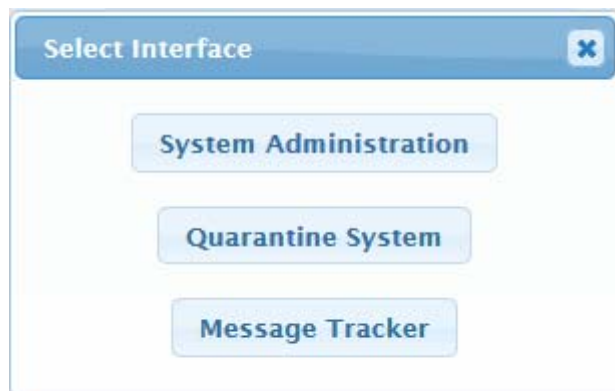 Select Interface
System Administration
Quarantine System
Message Tracker